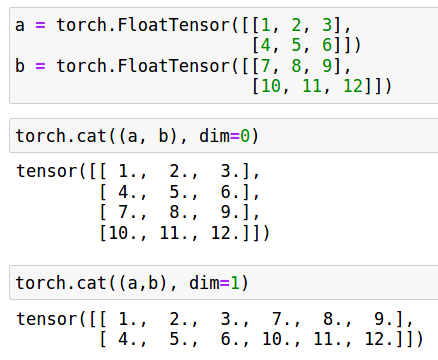 a = torch.FloatTensor([[1, 2, 3],
                       [4, 5, 6]])
b = torch.FloatTensor([[7, 8, 9],
                       [10, 11, 12]])
torch.cat((a, b), dim=0)
tensor([[ 1.,  2.,  3.],
        [ 4.,  5.,  6.],
        [ 7.,  8.,  9.],
        [10., 11., 12.]])
torch.cat((a,b), dim=1)
tensor([[ 1.,  2.,  3.,  7.,  8.,  9.],
        [ 4.,  5.,  6., 10., 11., 12.]])